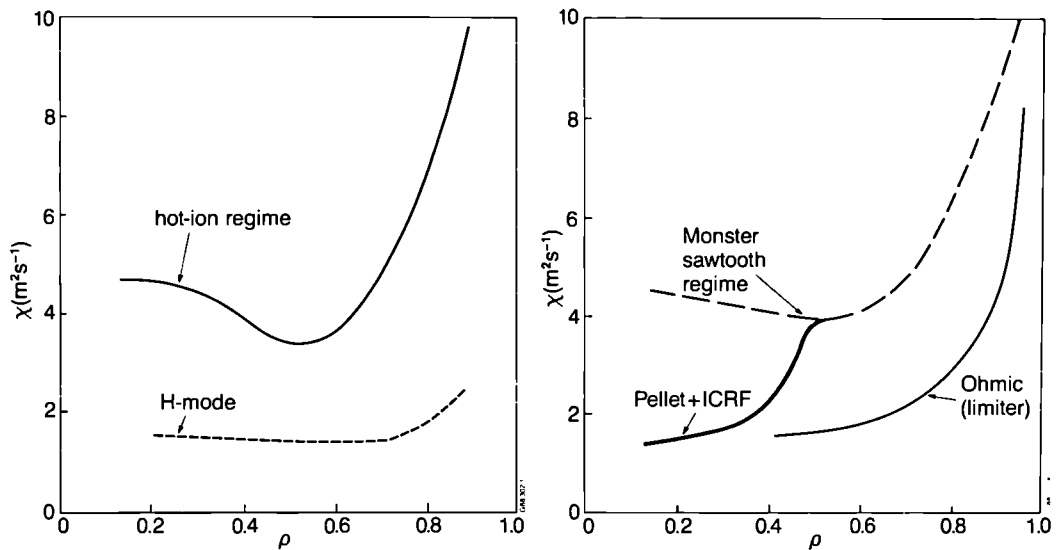 10
8
6
4
2
0
χ(m²s⁻¹)
hot-ion regime
H-mode
0
0.2
0.4
0.6
0.8
1.0
ρ
10
8
6
4
2
0
χ(m²s⁻¹)
Monster
sawtooth
regime
Pellet+ICRF
Ohmic
(limiter)
0
0.2
0.4
0.6
0.8
1.0
ρ